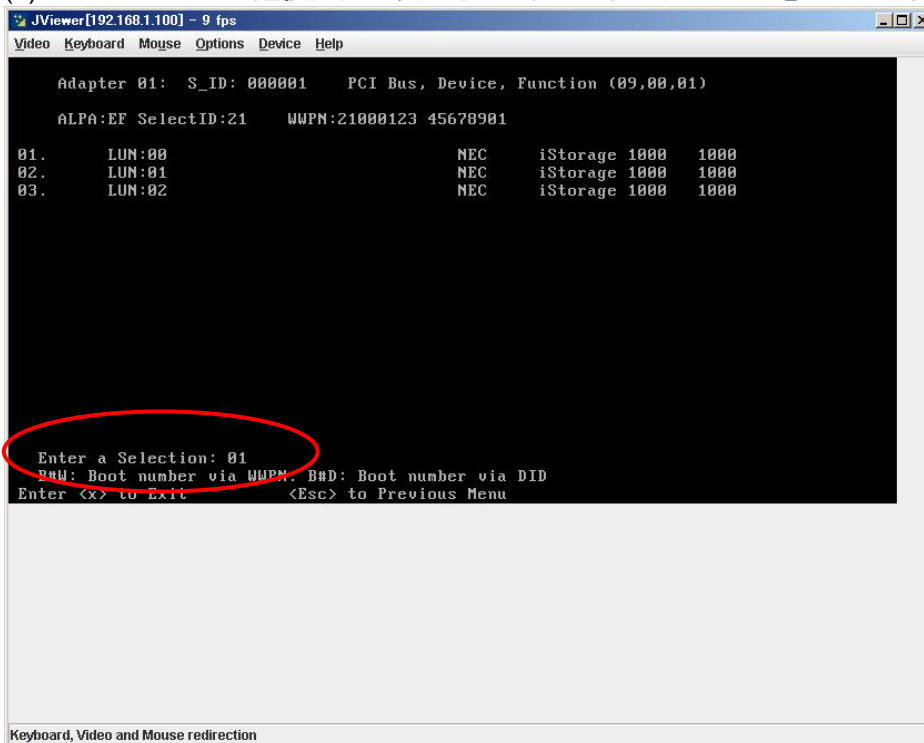 JViewer[192.168.1.100] - 9 fps
Video Keyboard Mouse Options Device Help
Adapter 01: S_ID: 000001 PCI Bus, Device, Function (09,00,01)
ALPA:EF SelectID:21 WWPN:21000123 45678901
01. LUN:00 NEC iStorage 1000 1000
02. LUN:01 NEC iStorage 1000 1000
03. LUN:02 NEC iStorage 1000 1000
Enter a Selection: 01
B#W: Boot number via WWPN. B#D: Boot number via DID
Enter <x> to Exit <Esc> to Previous Menu
Keyboard, Video and Mouse redirection